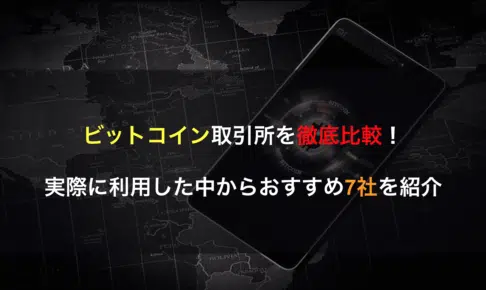 ビットコイン取引所を徹底比較！
実際に利用した中からおすすめ7社を紹介